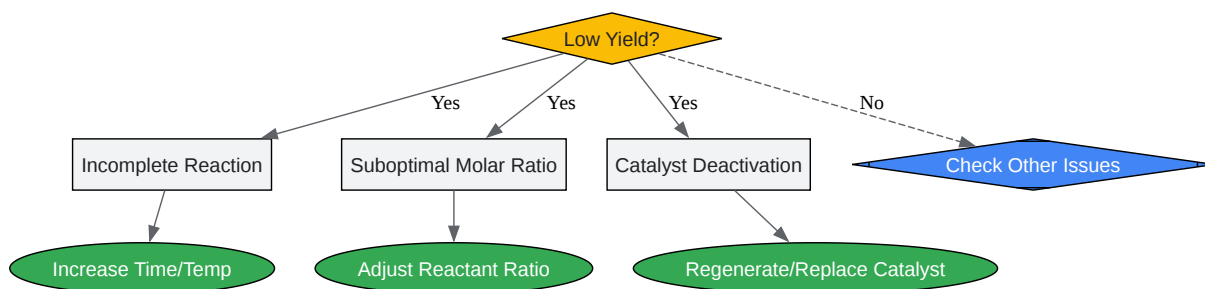 Low Yield?
Yes
Yes
Yes
No
Incomplete Reaction
Suboptimal Molar Ratio
Catalyst Deactivation
Check Other Issues
Increase Time/Temp
Adjust Reactant Ratio
Regenerate/Replace Catalyst